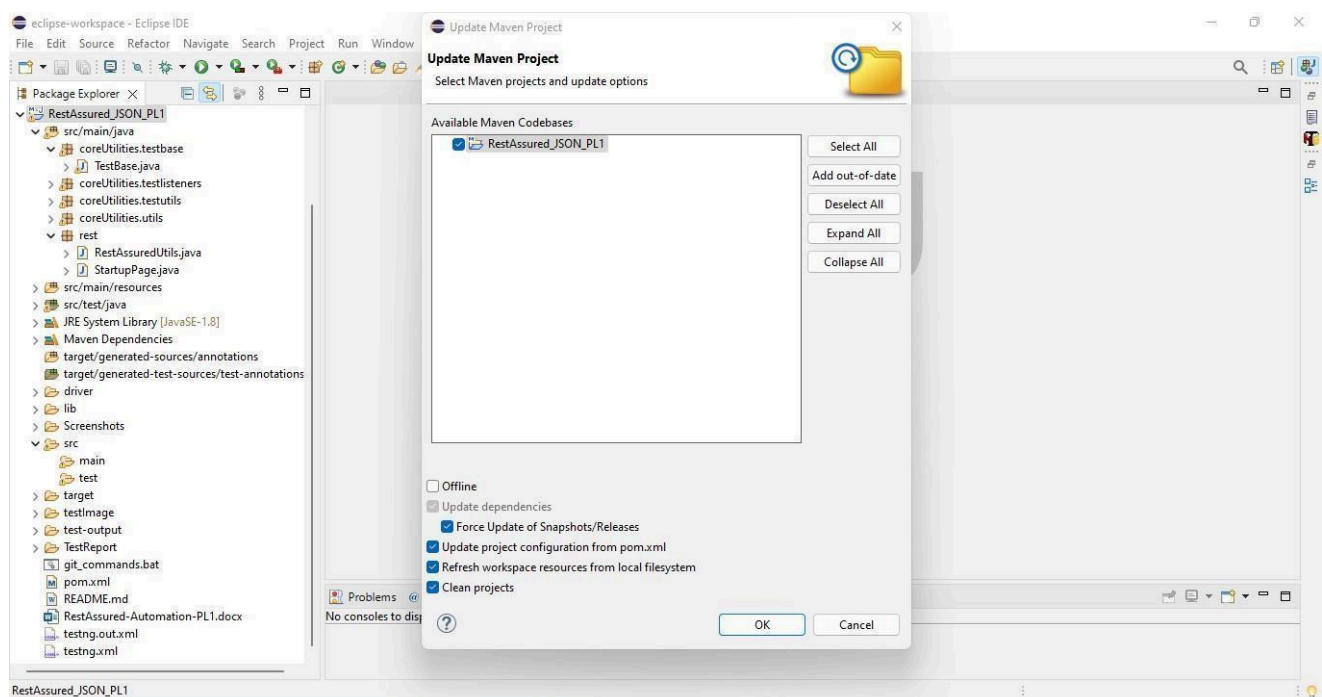 eclipse-workspace - Eclipse IDE
File Edit Source Refactor Navigate Search Project Run Window
Package Explorer
RestAssured_JSON_PL1
src/main/java
coreUtilities.testbase
TestBase.java
coreUtilities.testlisteners
coreUtilities.testutils
coreUtilities.utils
rest
RestAssuredUtils.java
StartupPage.java
src/main/resources
src/test/java
JRE System Library [JavaSE-1.8]
Maven Dependencies
target/generated-sources/annotations
target/generated-test-sources/test-annotations
driver
lib
Screenshots
src
main
test
target
testImage
test-output
TestReport
git_commands.bat
pom.xml
README.md
RestAssured-Automation-PL1.docx
testng.out.xml
testng.xml
Update Maven Project
Update Maven Project
Select Maven projects and update options
Available Maven Codebases
RestAssured_JSON_PL1
Select All
Add out-of-date
Deselect All
Expand All
Collapse All
Offline
Update dependencies
Force Update of Snapshots/Releases
Update project configuration from pom.xml
Refresh workspace resources from local filesystem
Clean projects
OK Cancel
Problems @
No consoles to dis
RestAssured_JSON_PL1